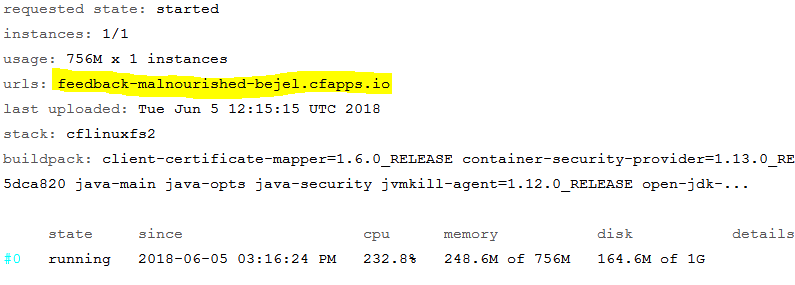 requested state: started
instances: 1/1
usage: 756M x 1 instances
urls: feedback-malnourished-bejel.cfapps.io
last uploaded: Tue Jun 5 12:15:15 UTC 2018
stack: cflinuxfs2
buildpack: client-certificate-mapper=1.6.0_RELEASE container-security-provider=1.13.0_RE
5dca820 java-main java-opts java-security jvmkill-agent=1.12.0_RELEASE open-jdk-...
state since cpu memory disk details
#0 running 2018-06-05 03:16:24 PM 232.8% 248.6M of 756M 164.6M of 1G